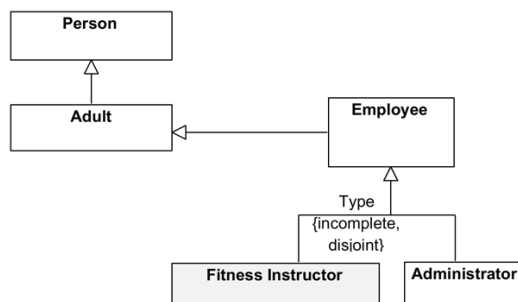 Person
Adult
Employee
Type
{incomplete,
disjoint}
Fitness Instructor
Administrator